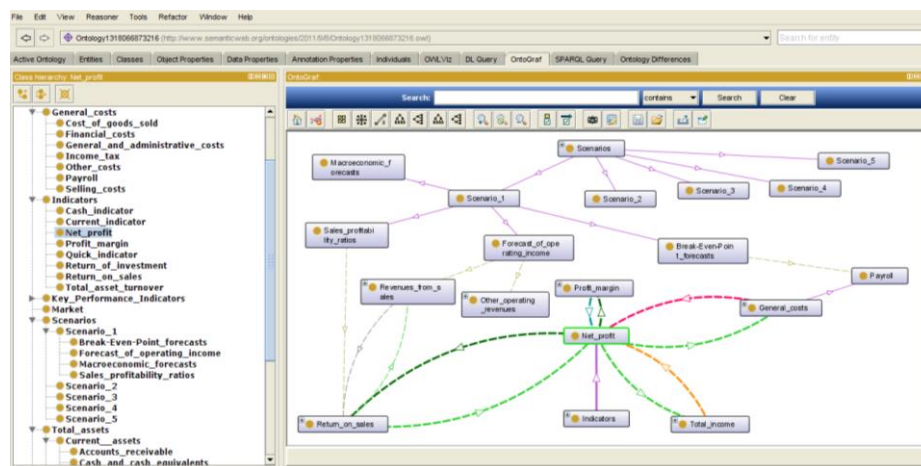 File Edit View Reasoner Tools Refactor Window Help
Ontology1318066873216 (http://www.semanticweb.org/ontologies/2011/9/8/Ontology1318066873216.owl)
Search for entity
Active Ontology Entities Classes Object Properties Data Properties Annotation Properties Individuals OWLViz DL Query OntoGraf SPARQL Query Ontology Differences
Class hierarchy: Net_profit
General_costs
Cost_of_goods_sold
Financial_costs
General_and_administrative_costs
Income_tax
Other_costs
Payroll
Selling_costs
Indicators
Cash_indicator
Current_indicator
Net_profit
Profit_margin
Quick_indicator
Return_of_investment
Return_on_sales
Total_asset_turnover
Key_Performance_Indicators
Market
Scenarios
Scenario_1
Break-Even-Point_forecasts
Forecast_of_operating_income
Macroeconomic_forecasts
Sales_profitability_ratios
Scenario_2
Scenario_3
Scenario_4
Scenario_5
Total_assets
Current__assets
Accounts_receivable
Cash_and_cash_equivalents
OntoGraf
Search: contains Search Clear
Scenarios
Macroeconomic_f
orecasts
Scenario_5
Scenario_4
Scenario_3
Scenario_2
Scenario_1
Sales_profitabi
lity_ratios
Forecast_of_ope
rating_income
Break-Even-Poin
t_forecasts
Payroll
Revenues_from_s
ales
Other_operating
_revenues
Profit_margin
General_costs
Net_profit
Return_on_sales
Indicators
Total_income